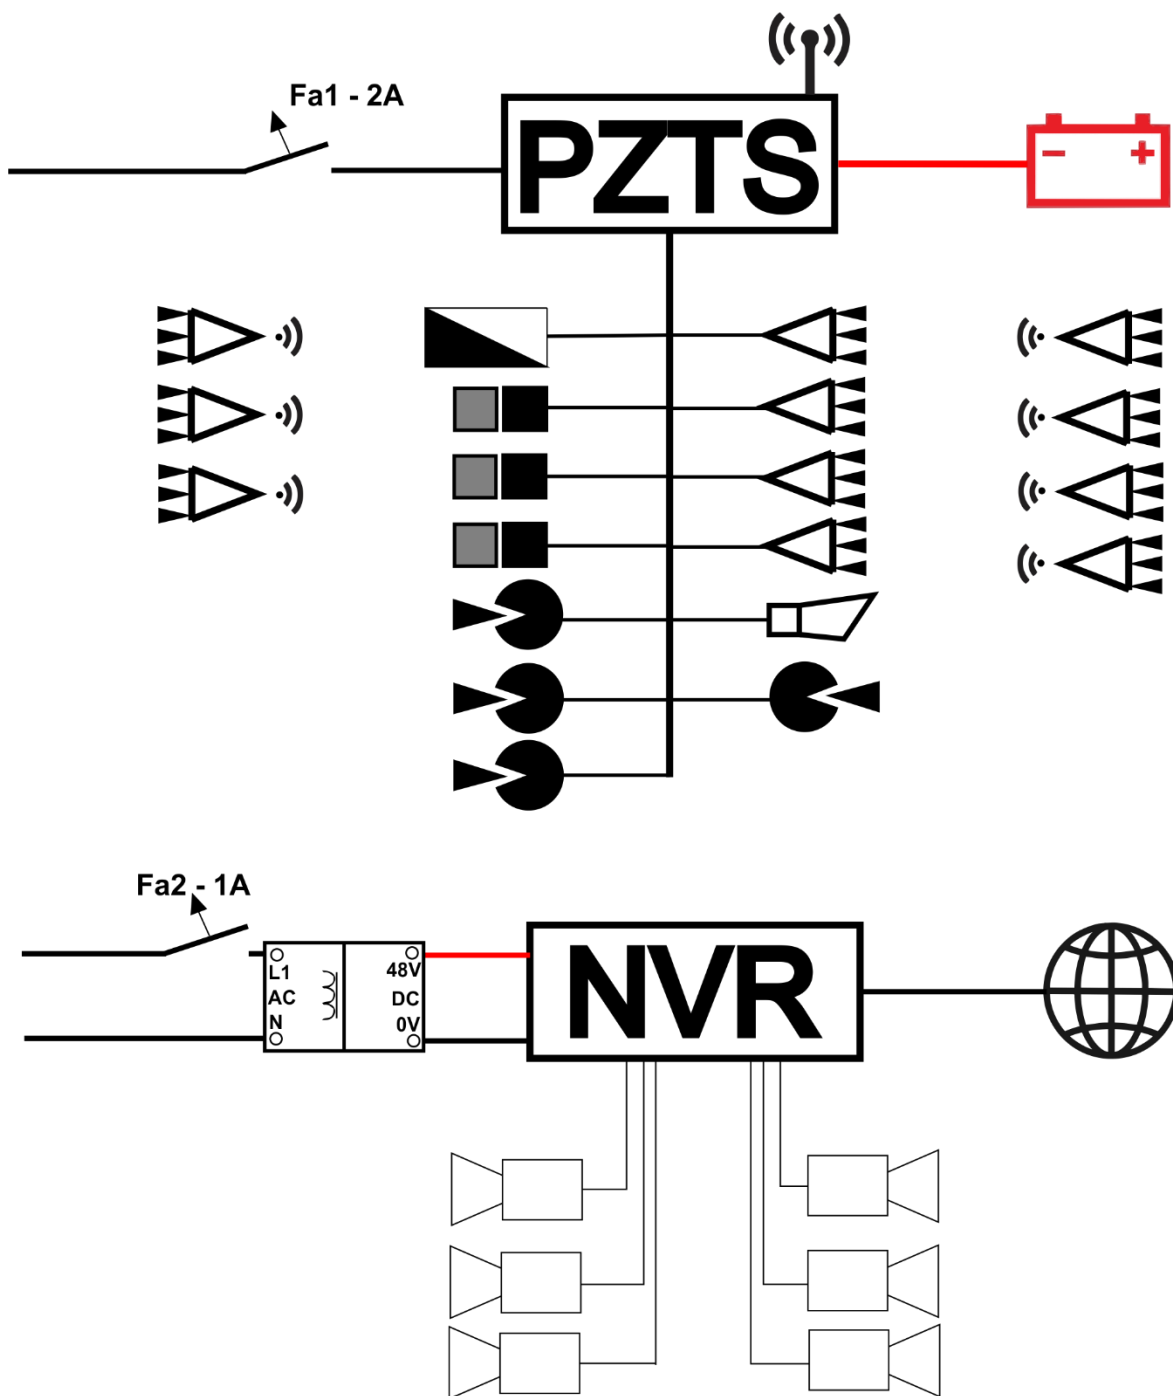 Fa1 - 2A
PZTS
- +
Fa2 - 1A
L1
AC
N
48V
DC
0V
NVR